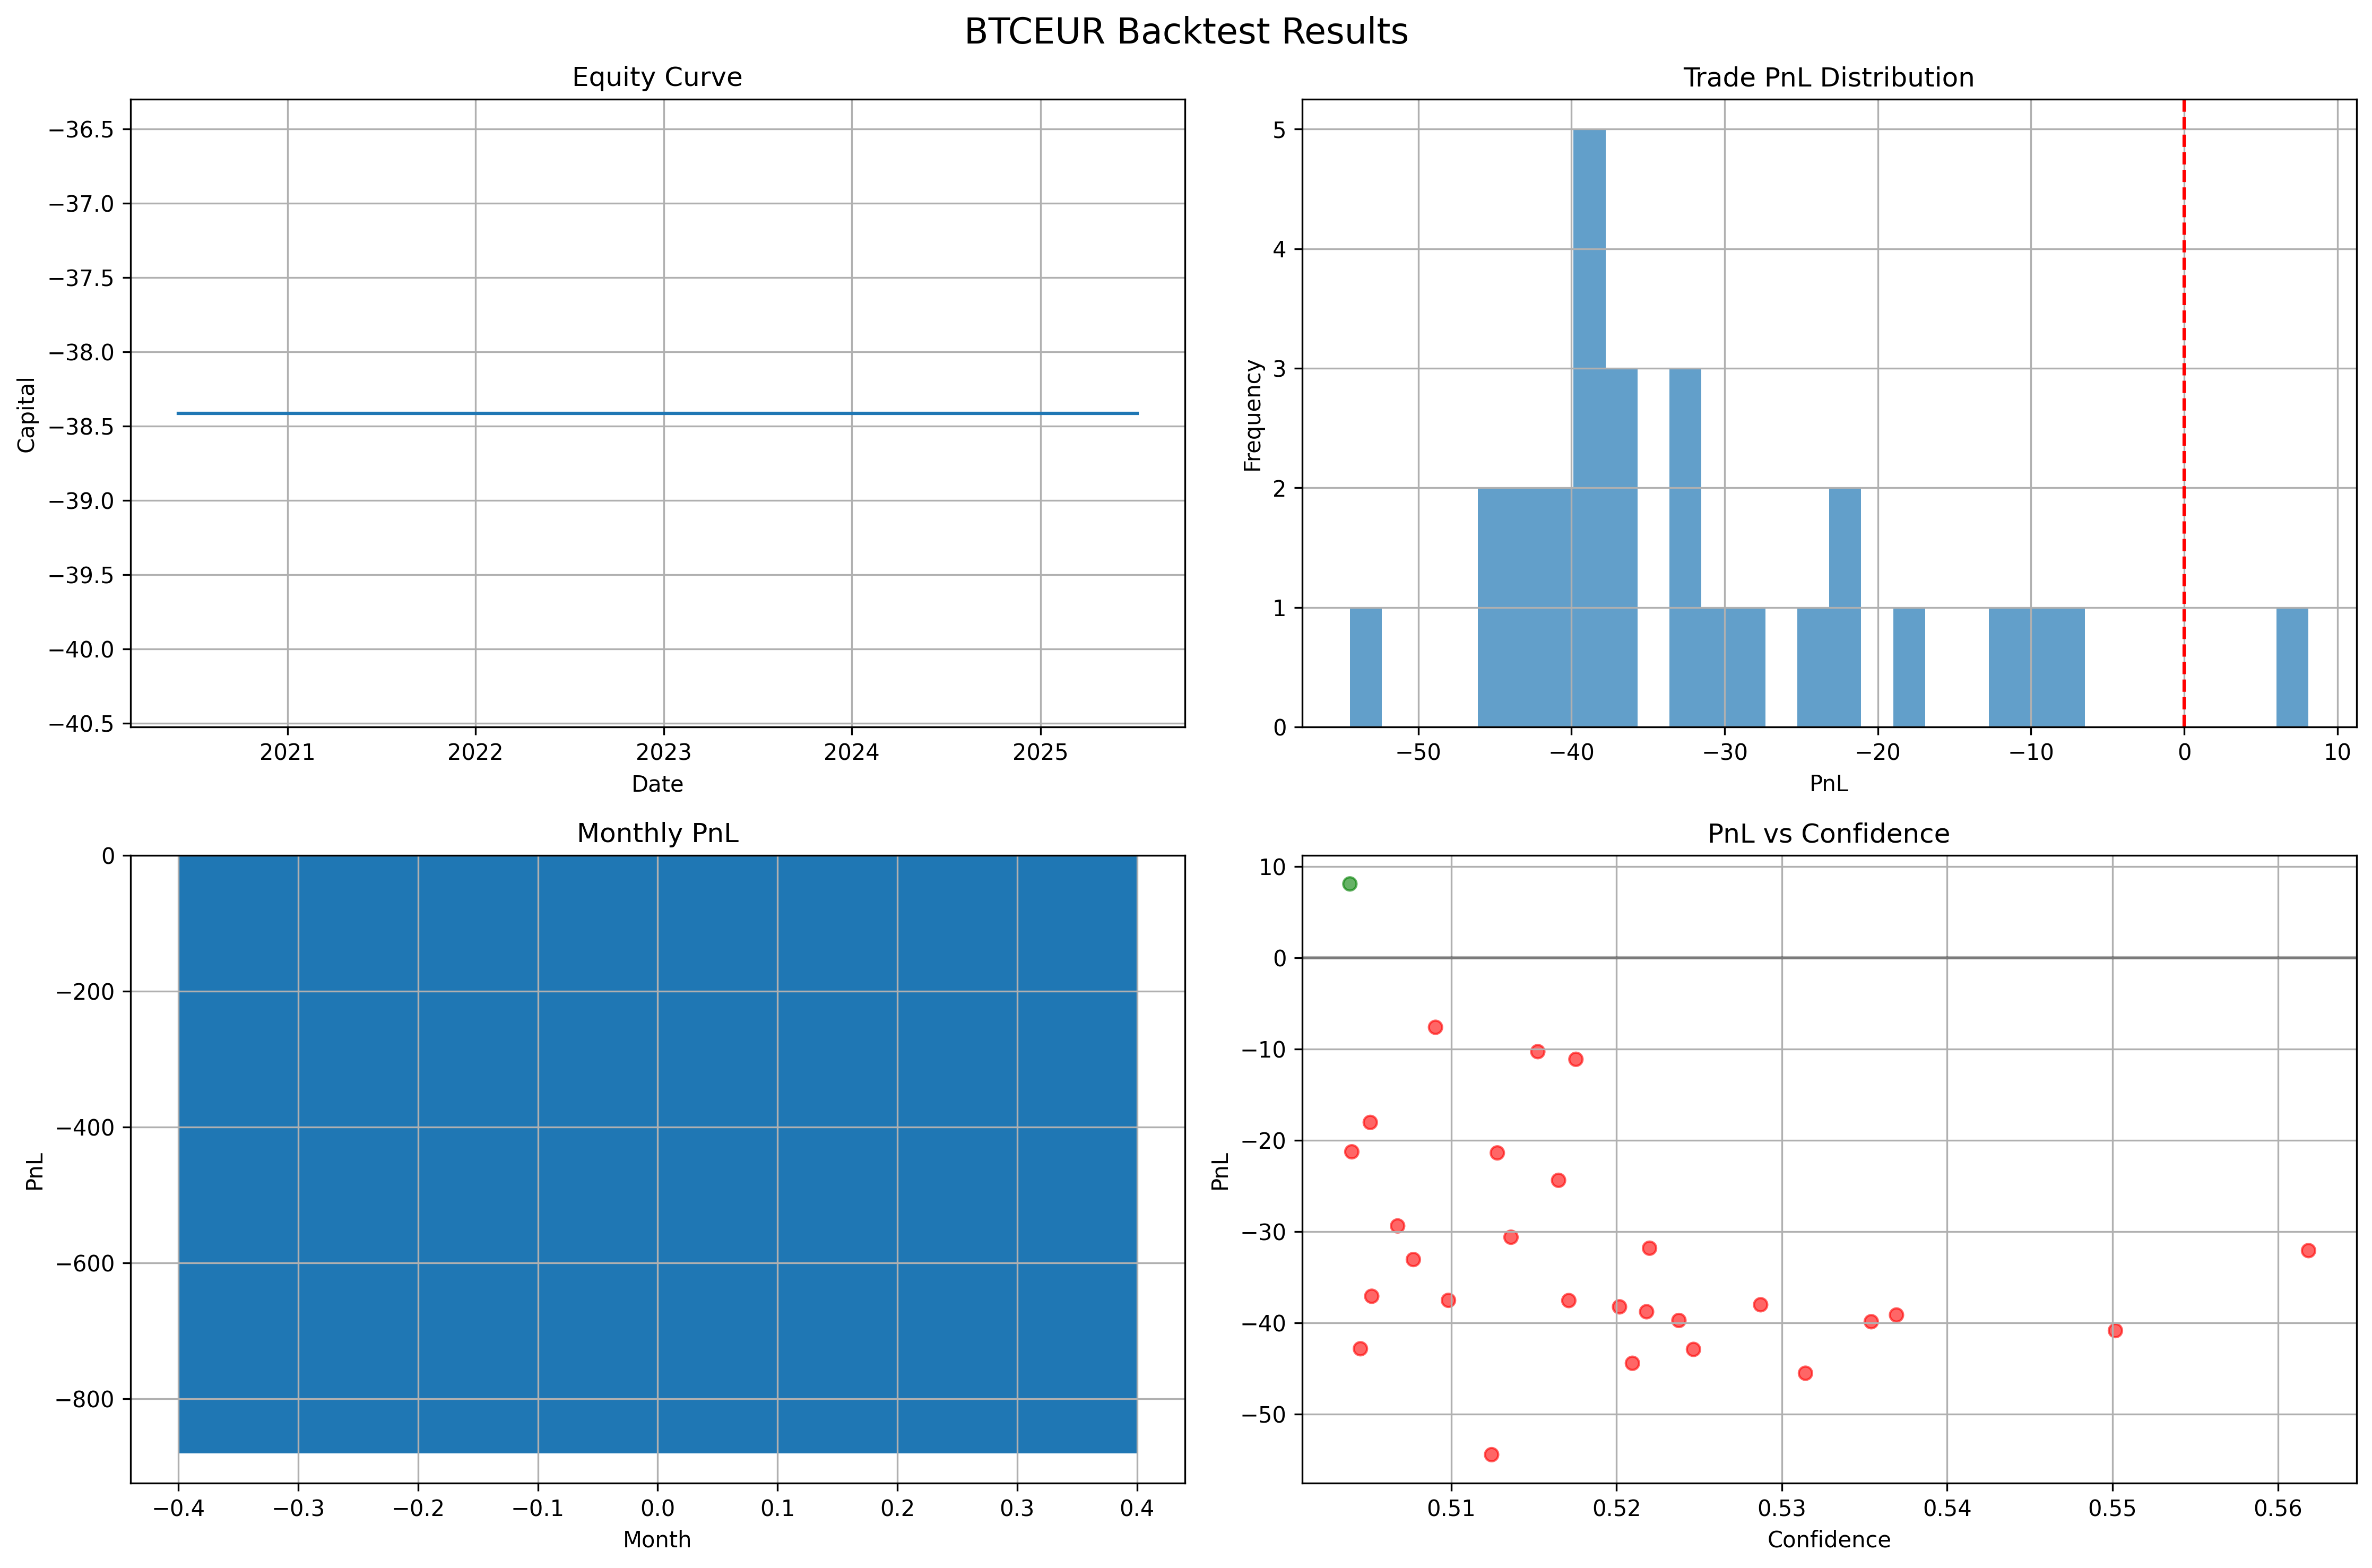 BTCEUR Backtest Results
Equity Curve
−36.5
−37.0
−37.5
−38.0
−38.5
−39.0
−39.5
−40.0
−40.5
Capital
2021 2022 2023 2024 2025
Date
Trade PnL Distribution
5
4
3
2
1
0
Frequency
−50 −40 −30 −20 −10 0 10
PnL
Monthly PnL
0
−200
−400
−600
−800
PnL
−0.4 −0.3 −0.2 −0.1 0.0 0.1 0.2 0.3 0.4
Month
PnL vs Confidence
10
0
−10
−20
−30
−40
−50
PnL
0.51 0.52 0.53 0.54 0.55 0.56
Confidence